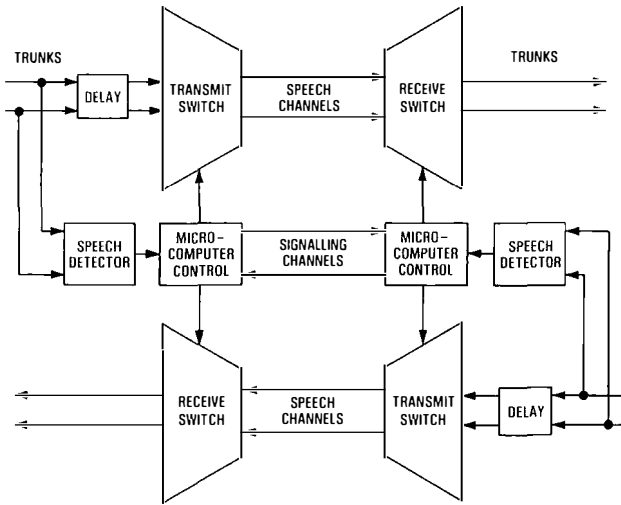 TRUNKS
DELAY
TRANSMIT
SWITCH
SPEECH
CHANNELS
RECEIVE
SWITCH
TRUNKS
SPEECH
DETECTOR
MICRO-
COMPUTER
CONTROL
SIGNALLING
CHANNELS
MICRO-
COMPUTER
CONTROL
SPEECH
DETECTOR
RECEIVE
SWITCH
SPEECH
CHANNELS
TRANSMIT
SWITCH
DELAY